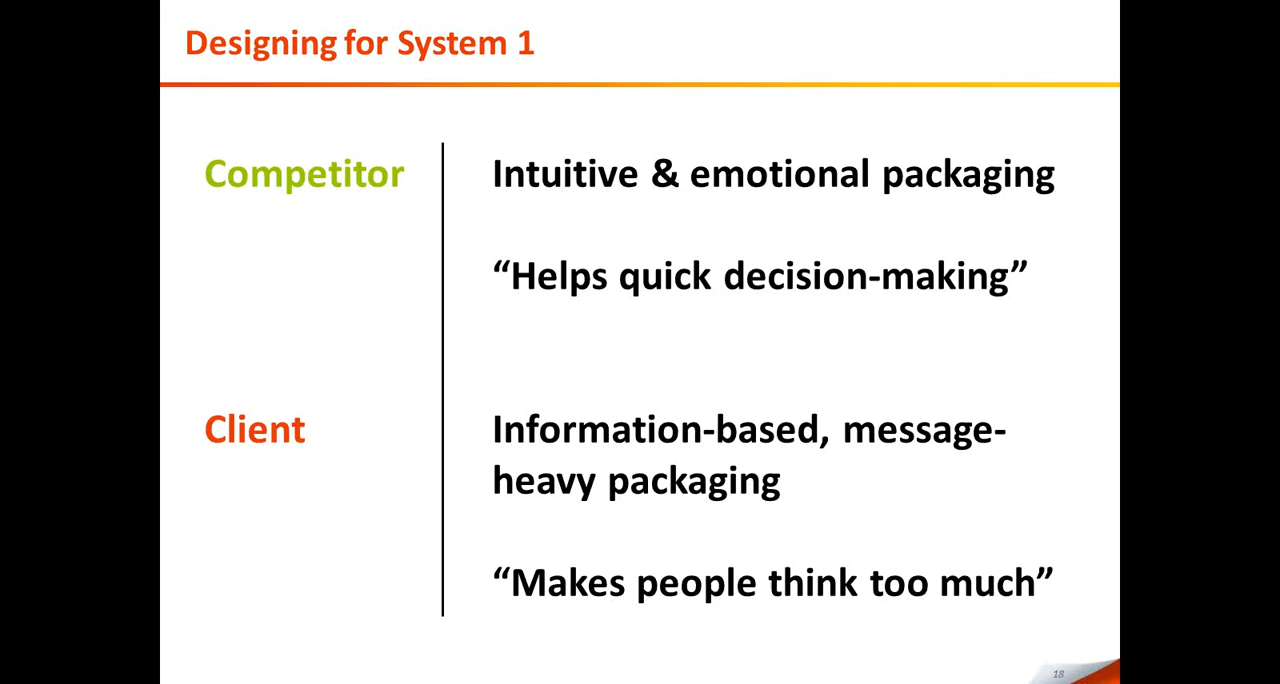 Designing for System 1
Competitor
Intuitive & emotional packaging
“Helps quick decision-making”
Client
Information-based, message-
heavy packaging
“Makes people think too much”
18